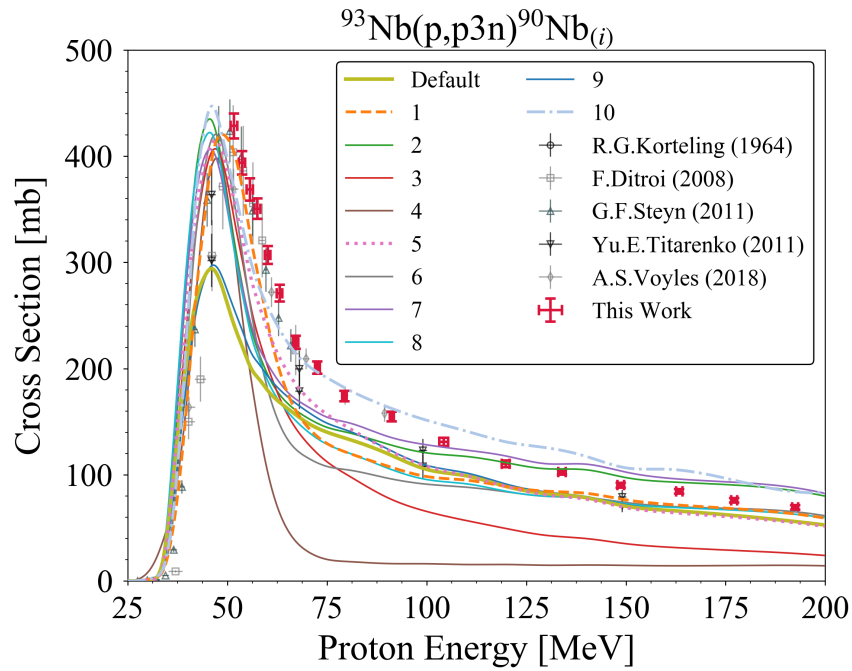 ⁹³Nb(p,p3n)⁹⁰Nb₍ᵢ₎
Cross Section [mb]
500
400
300
200
100
0
Default
1
2
3
4
5
6
7
8
9
10
R.G.Korteling (1964)
F.Ditroi (2008)
G.F.Steyn (2011)
Yu.E.Titarenko (2011)
A.S.Voyles (2018)
This Work
25 50 75 100 125 150 175 200
Proton Energy [MeV]